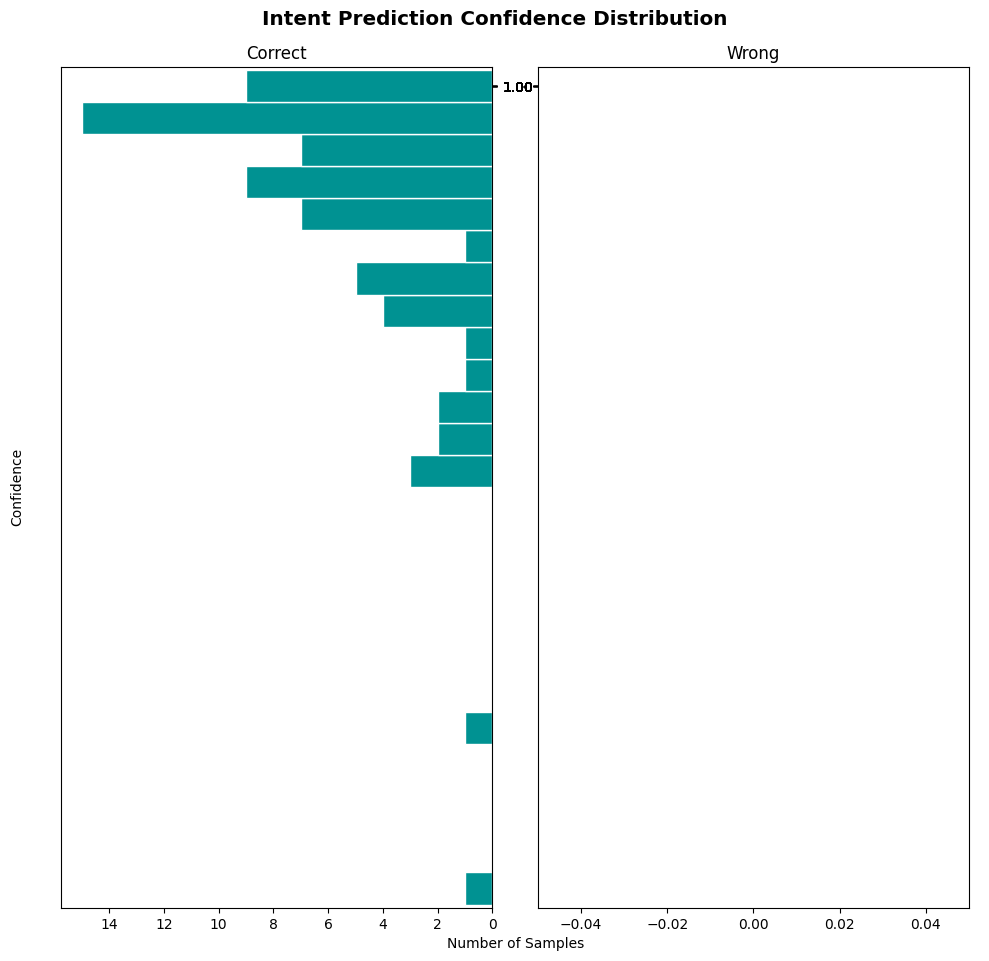 Intent Prediction Confidence Distribution
Correct
Wrong
1.00
Confidence
14 12 10 8 6 4 2 0
−0.04 −0.02 0.00 0.02 0.04
Number of Samples